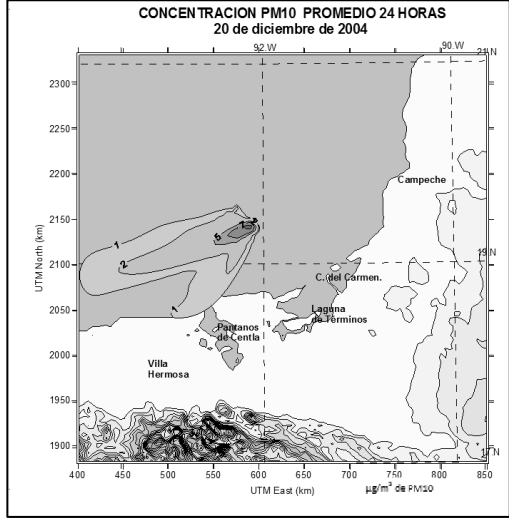 CONCENTRACION PM10 PROMEDIO 24 HORAS
20 de diciembre de 2004
92.W
90.W
21 N
2300
2250
2200
Campeche
2150
7
5
1
2
UTM North (km)
2100
19 N
C. del Carmen.
2050
1
Laguna
de Términos
Pantanos
de Centla
2000
Villa
Hermosa
1950
1900
17 N
400 450 500 550 600 650 700 750 800 850
UTM East (km)
µg/m³ de PM10